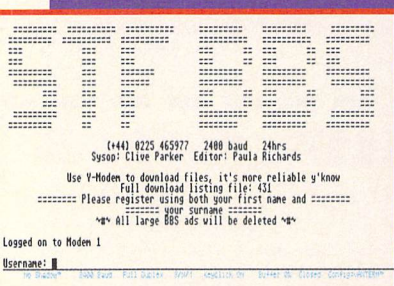 STF BBS
(+44) 0225 465977 2400 baud 24hrs
Sysop: Clive Parker Editor: Paula Richards
Use Y-Modem to download files, it's more reliable y'know
Full download listing file: 431
======== Please register using both your first name and ========
======= your surname =======
All large BBS ads will be deleted
Logged on to Modem 1
Username:
2400 Baud Full Duplex